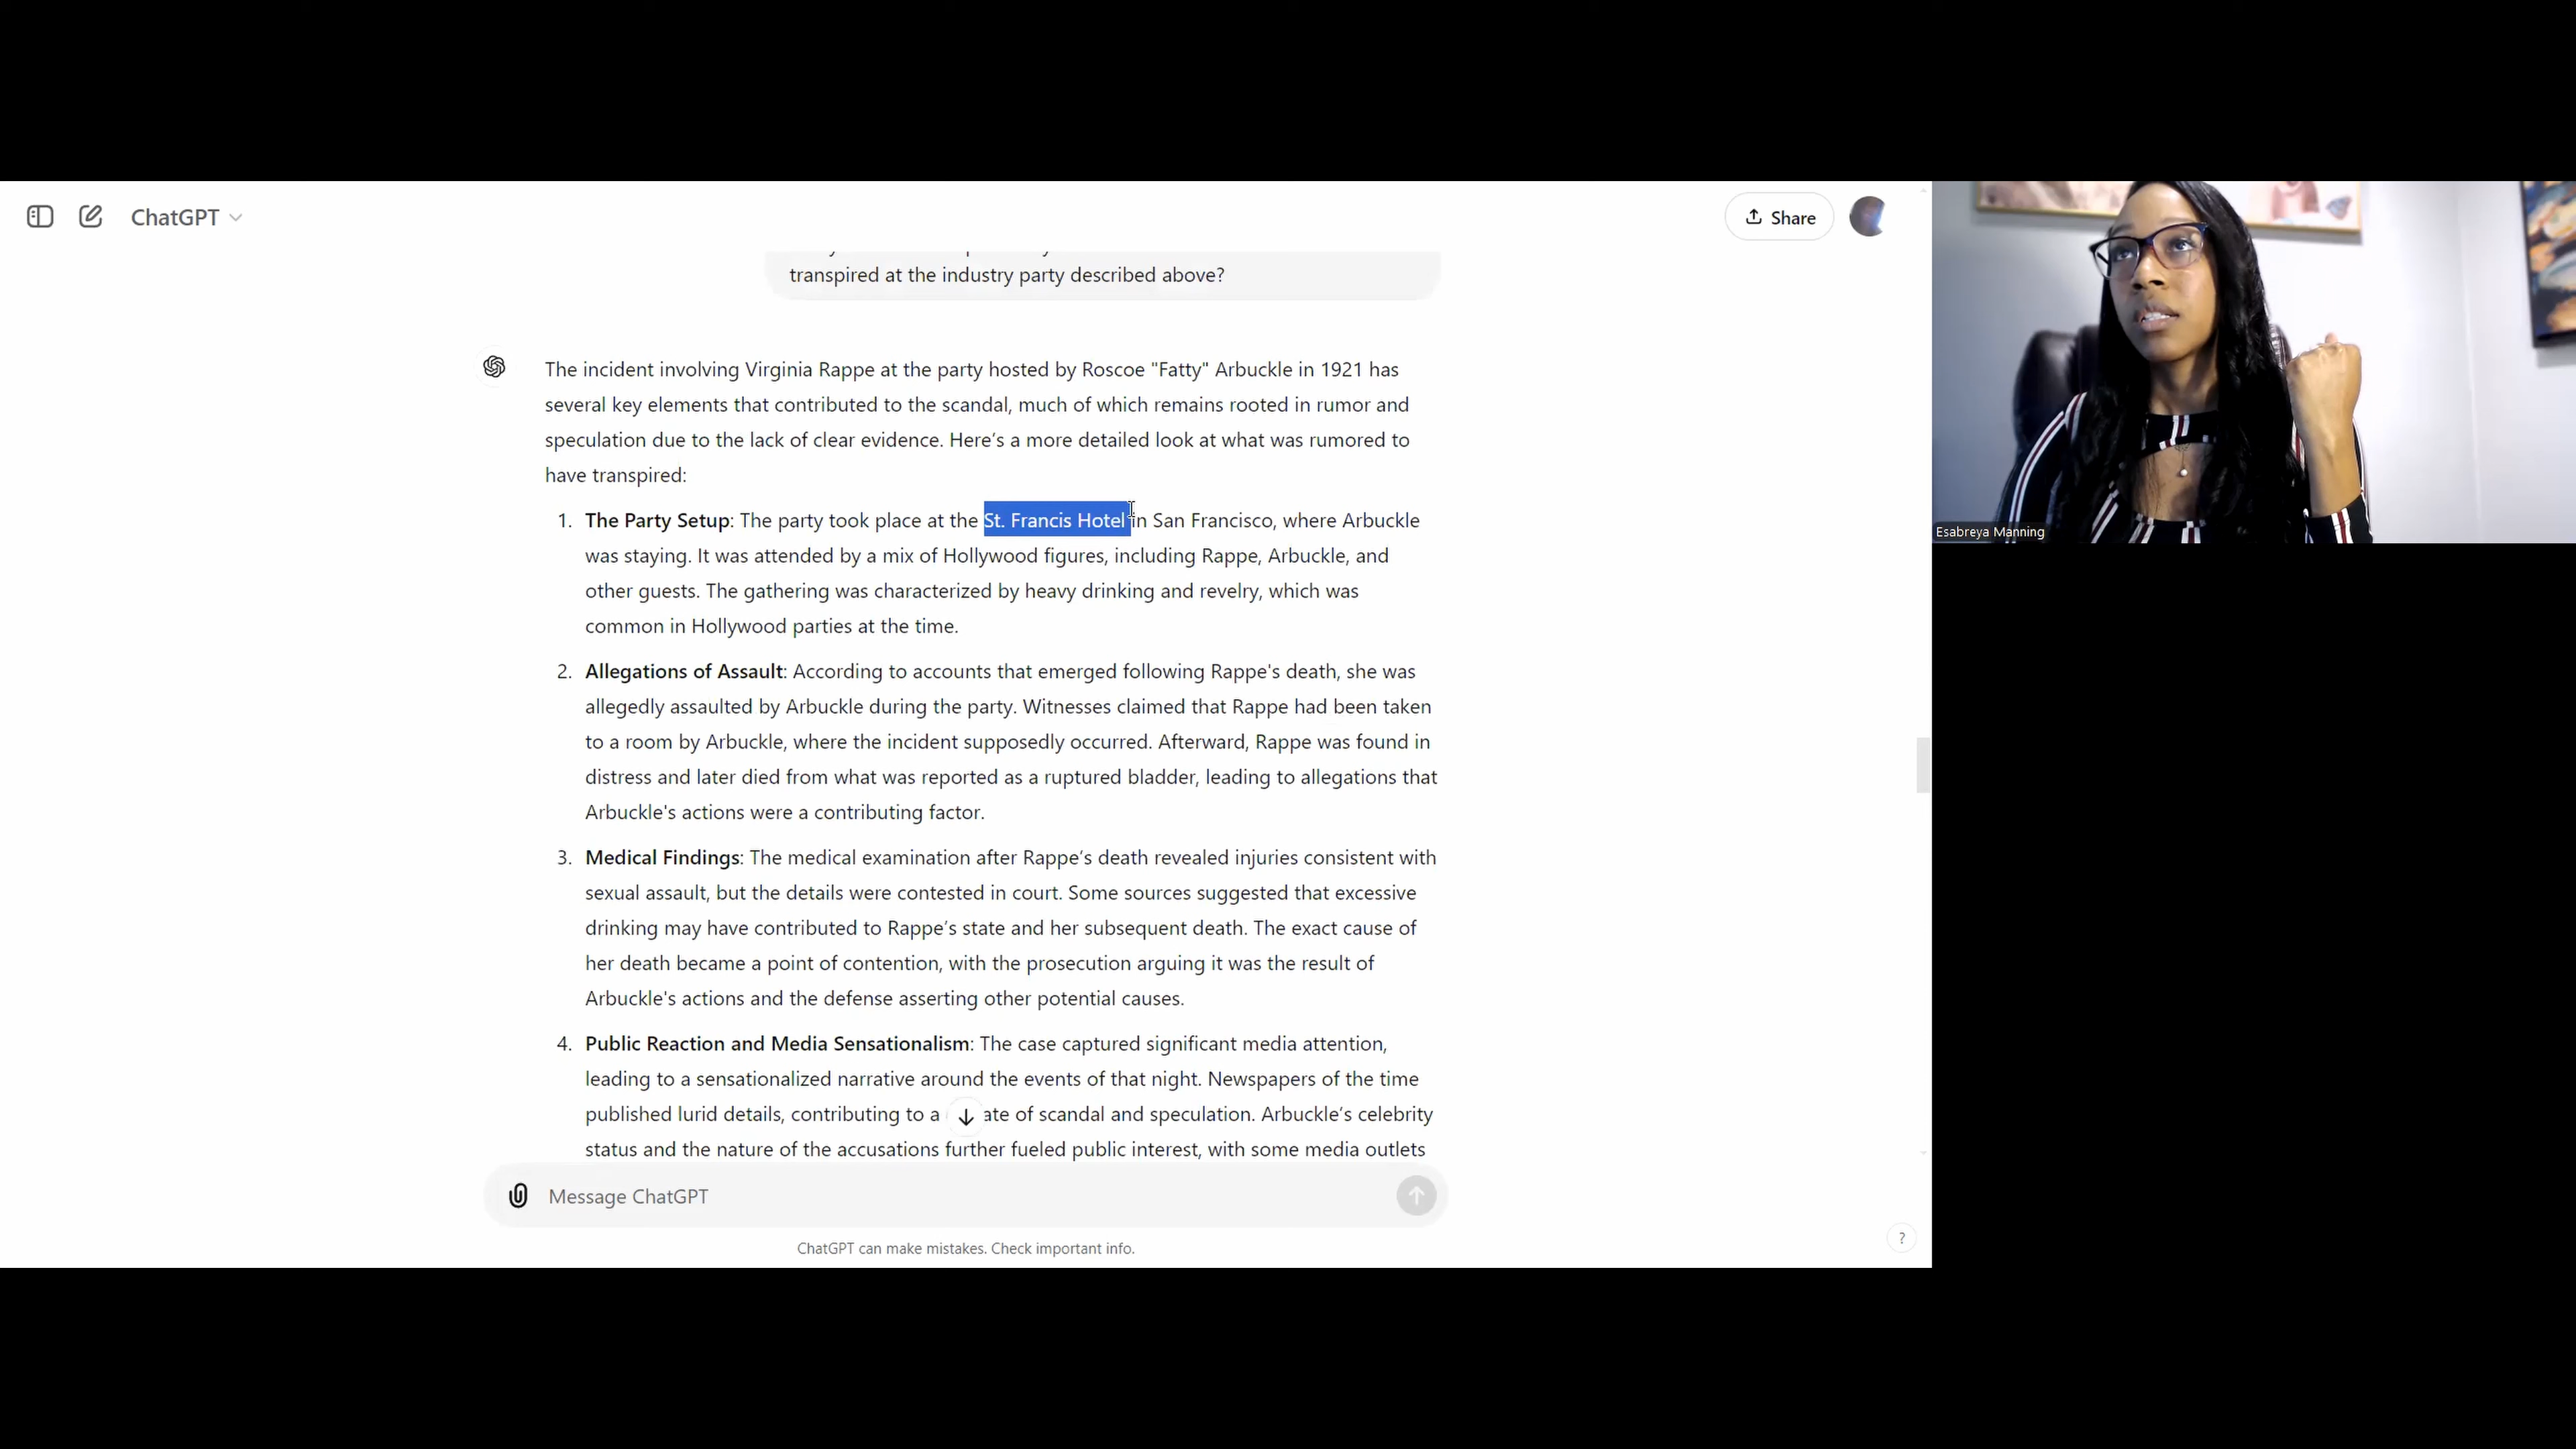 ChatGPT
Share
transpired at the industry party described above?
The incident involving Virginia Rappe at the party hosted by Roscoe "Fatty" Arbuckle in 1921 has
several key elements that contributed to the scandal, much of which remains rooted in rumor and
speculation due to the lack of clear evidence. Here's a more detailed look at what was rumored to
have transpired:
1. The Party Setup: The party took place at the St. Francis Hotel in San Francisco, where Arbuckle
was staying. It was attended by a mix of Hollywood figures, including Rappe, Arbuckle, and
other guests. The gathering was characterized by heavy drinking and revelry, which was
common in Hollywood parties at the time.
2. Allegations of Assault: According to accounts that emerged following Rappe's death, she was
allegedly assaulted by Arbuckle during the party. Witnesses claimed that Rappe had been taken
to a room by Arbuckle, where the incident supposedly occurred. Afterward, Rappe was found in
distress and later died from what was reported as a ruptured bladder, leading to allegations that
Arbuckle's actions were a contributing factor.
3. Medical Findings: The medical examination after Rappe's death revealed injuries consistent with
sexual assault, but the details were contested in court. Some sources suggested that excessive
drinking may have contributed to Rappe's state and her subsequent death. The exact cause of
her death became a point of contention, with the prosecution arguing it was the result of
Arbuckle's actions and the defense asserting other potential causes.
4. Public Reaction and Media Sensationalism: The case captured significant media attention,
leading to a sensationalized narrative around the events of that night. Newspapers of the time
published lurid details, contributing to a ate of scandal and speculation. Arbuckle's celebrity
status and the nature of the accusations further fueled public interest, with some media outlets
Message ChatGPT
ChatGPT can make mistakes. Check important info.
?
Esabreya Manning